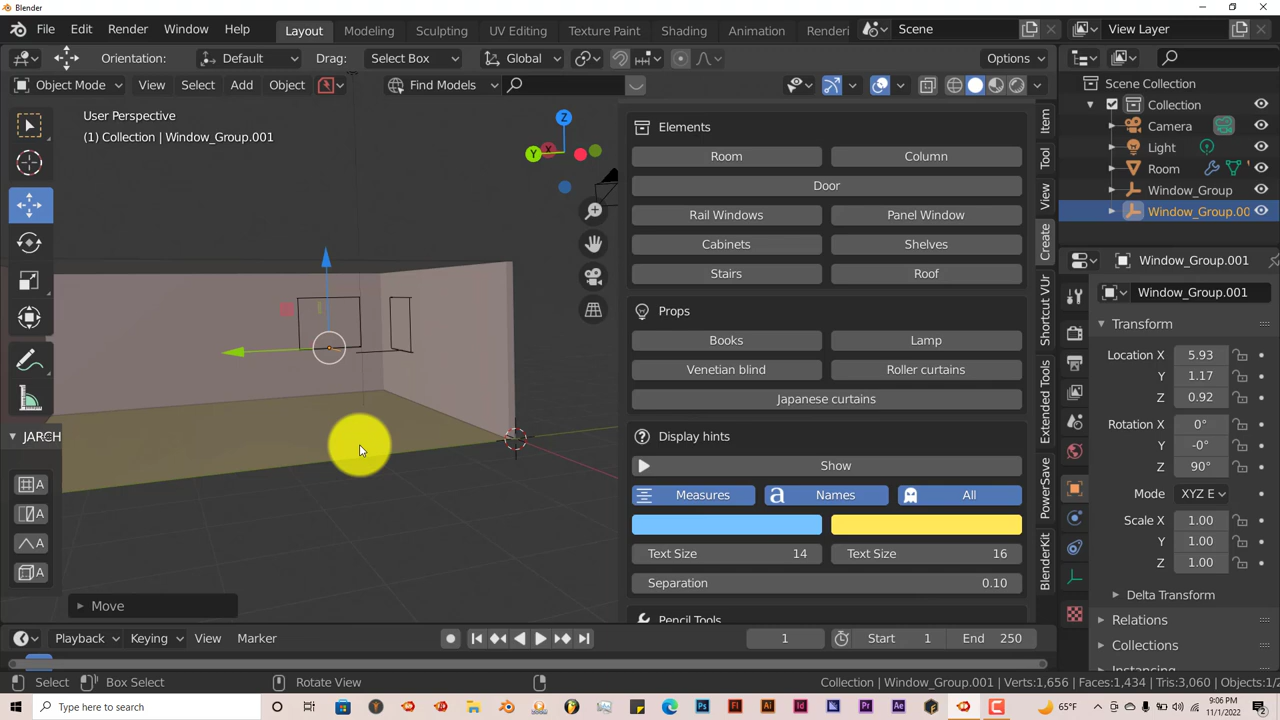 Blender
File Edit Render Window Help Layout Modeling Sculpting UV Editing Texture Paint Shading Animation Renderi Scene View Layer
Orientation: Default Drag: Select Box Global Options
Object Mode View Select Add Object Find Models
User Perspective
(1) Collection | Window_Group.001
Z
Y
X
JARCH
A
A
A
A
Move
Elements
Room Column
Door
Rail Windows Panel Window
Cabinets Shelves
Stairs Roof
Props
Books Lamp
Venetian blind Roller curtains
Japanese curtains
Display hints
Show
Measures Names All
Text Size 14 Text Size 16
Separation 0.10
Pencil Tools
Item
Tool
View
Create
Shortcut VUr
Extended Tools
PowerSave
BlenderKit
Scene Collection
Collection
Camera
Light
Room
Window_Group
Window_Group.00
Window_Group.001
Window_Group.001
Transform
Location X 5.93
Y 1.17
Z 0.92
Rotation X 0°
Y -0°
Z 90°
Mode XYZ E
Scale X 1.00
Y 1.00
Z 1.00
Delta Transform
Relations
Collections
Instancing
Playback Keying View Marker 1 Start 1 End 250
Select Box Select Rotate View Collection | Window_Group.001 | Verts:1,656 | Faces:1,434 | Tris:3,060 | Objects:1/2
Type here to search 65°F 9:06 PM
11/1/2022